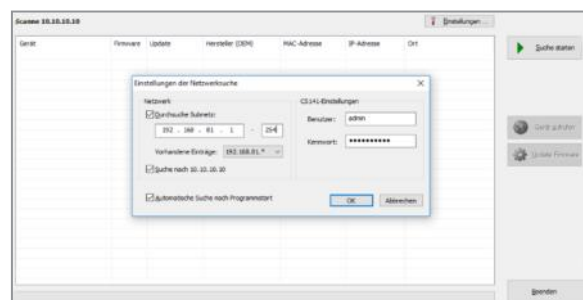 Scanne 10.10.10.10
Einstellungen ...
Gerät Firmware Update Hersteller (OEM) MAC-Adresse IP-Adresse Ort
Suche starten
Einstellungen der Netzwerksuche
Netzwerk
CS141-Einstellungen
Durchsuche Subnetz:
Benutzer: admin
192 . 168 . 81 . 1 - 254
Kennwort: ●●●●●●●●●●
Vorhandene Einträge: 192.168.81.*
Suche nach 10.10.10.10
Automatische Suche nach Programmstart
OK Abbrechen
Gerät aufrufen
Update Firmware
Beenden